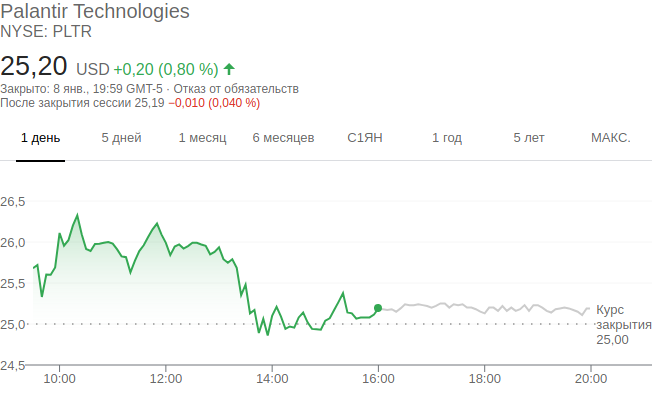 Palantir Technologies
NYSE: PLTR
25,20 USD +0,20 (0,80 %)
Закрыто: 8 янв., 19:59 GMT-5 · Отказ от обязательств
После закрытия сессии 25,19 −0,010 (0,040 %)
1 день 5 дней 1 месяц 6 месяцев С1ЯН 1 год 5 лет МАКС.
26,5
26,0
25,5
25,0
24,5
Курс
закрытия
25,00
10:00 12:00 14:00 16:00 18:00 20:00